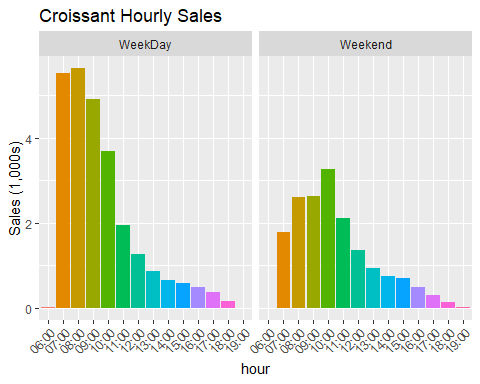 Croissant Hourly Sales
WeekDay
Weekend
Sales (1,000s)
4
2
0
06:00 07:00 08:00 09:00 10:00 11:00 12:00 13:00 14:00 15:00 16:00 17:00 18:00 19:00
06:00 07:00 08:00 09:00 10:00 11:00 12:00 13:00 14:00 15:00 16:00 17:00 18:00 19:00
hour